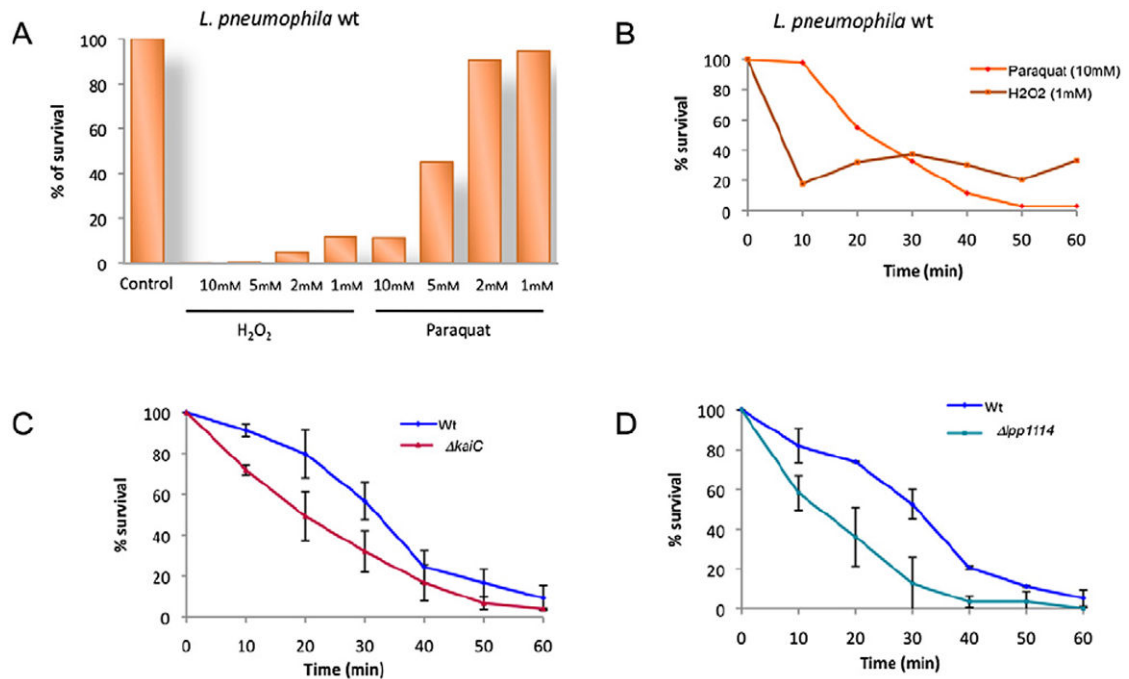 A
L. pneumophila wt
100
80
60
40
20
0
% of survival
Control
10mM 5mM 2mM 1mM 10mM 5mM 2mM 1mM
H₂O₂ Paraquat
B
L. pneumophila wt
Paraquat (10mM)
H2O2 (1mM)
100
80
60
40
20
0
% survival
0 10 20 30 40 50 60
Time (min)
C
Wt
ΔkaiC
100
80
60
40
20
0
% survival
0 10 20 30 40 50 60
Time (min)
D
Wt
Δlpp1114
100
80
60
40
20
0
% survival
0 10 20 30 40 50 60
Time (min)